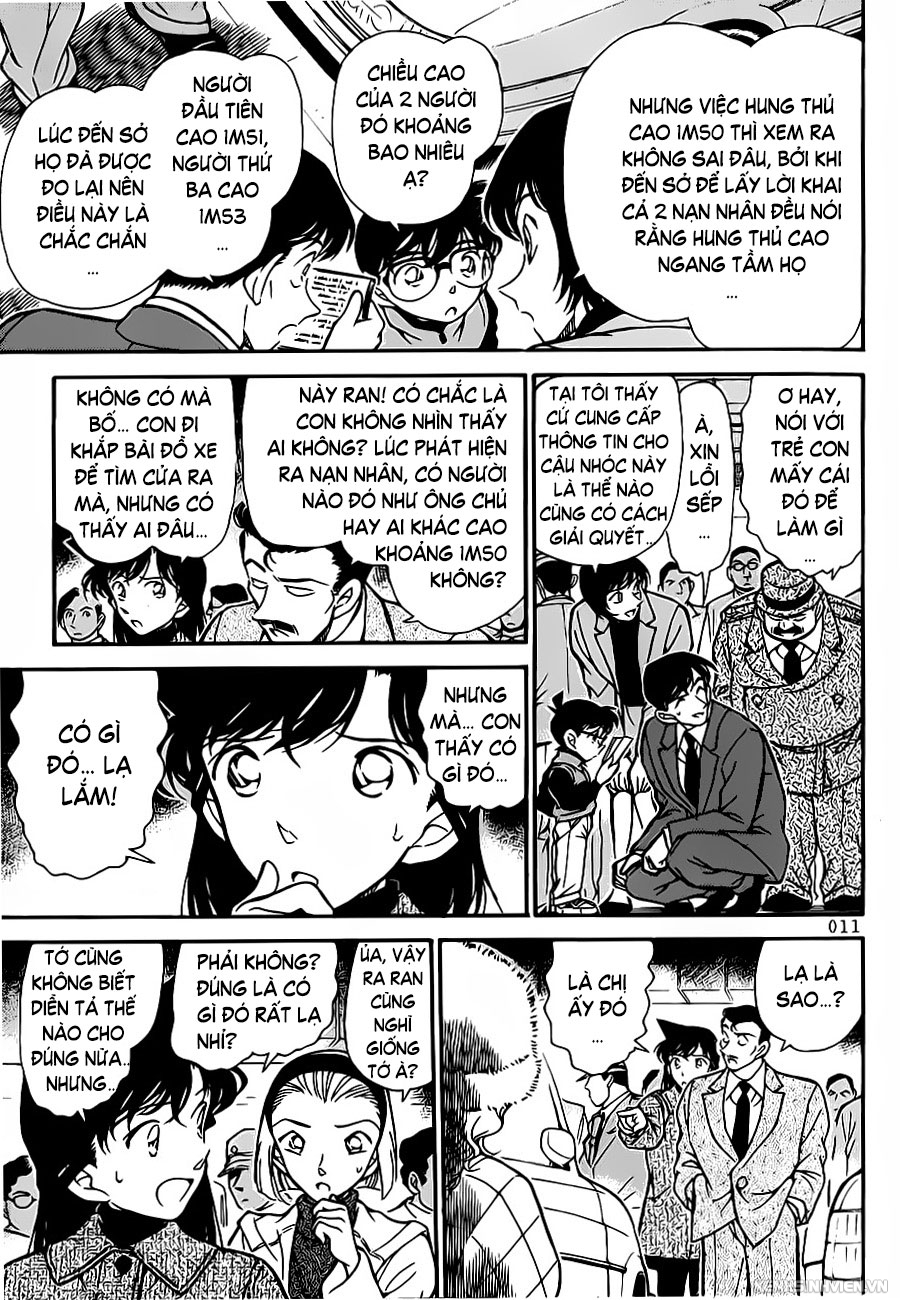 NHƯNG VIỆC HUNG THỦ
CAO 1M50 THÌ XEM RA
KHÔNG SAI ĐÂU, BỞI KHI
ĐẾN SỞ ĐỂ LẤY LỜI KHAI
CẢ 2 NẠN NHÂN ĐỀU NÓI
RẰNG HUNG THỦ CAO
NGANG TẦM HỌ
...
CHIỀU CAO
CỦA 2 NGƯỜI
ĐÓ KHOẢNG
BAO NHIÊU
Ạ?
NGƯỜI
ĐẦU TIÊN
CAO 1M51,
NGƯỜI THỨ
BA CAO
1M53
...
LÚC ĐẾN SỞ
HỌ ĐÀ ĐƯỢC
ĐO LẠI NÊN
ĐIỀU NÀY LÀ
CHẮC CHẮN
...
Ơ HAY,
NÓI VỚI
TRẺ CON
MẤY CÁI
ĐÓ ĐỂ
LÀM GÌ
...
À,
XIN
LỒI
SẾP
...
TẠI TÔI THẤY
CỨ CUNG CẤP
THÔNG TIN CHO
CẬU NHÓC NÀY
LÀ THỂ NÀO
CŨNG CÓ CÁCH
GIẢI QUYẾT...
NÀY RAN! CÓ CHẮC LÀ
CON KHÔNG NHÌN THẤY
AI KHÔNG? LÚC PHÁT HIỆN
RA NẠN NHÂN, CÓ NGƯỜI
NÀO ĐÓ NHƯ ÔNG CHỦ
HAY AI KHÁC CAO
KHOẢNG 1M50
KHÔNG?
KHÔNG CÓ MÀ
BỐ... CON ĐI
KHẮP BÀI ĐỒ XE
ĐỂ TÌM CỬA RA
MÀ, NHƯNG CÓ
THẤY AI ĐÂU...
NHƯNG
MÀ... CON
THẤY CÓ
GÌ ĐÓ...
CÓ GÌ
ĐÓ... LẠ
LẮM!
011
LẠ LÀ
SAO...?
LÀ CHỊ
ẤY ĐÓ
ỦA, VẬY
RA RAN
CŨNG
NGHĨ
GIỐNG
TỚ À?
PHẢI KHÔNG?
ĐÚNG LÀ CÓ
GÌ ĐÓ RẤT LẠ
NHỈ?
TỚ CŨNG
KHÔNG BIẾT
DIỄN TẢ THẾ
NÀO CHO
ĐÚNG NỮA...
NHƯNG...